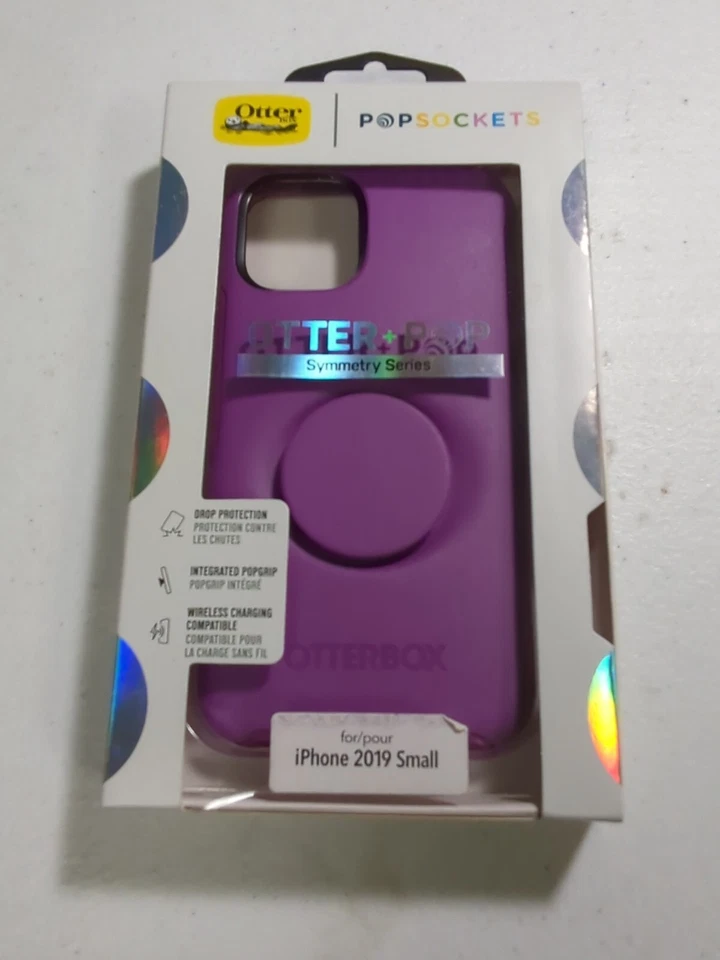 Otter
BOX
POPSOCKETS
OTTER+POP
Symmetry Series
DROP PROTECTION
PROTECTION CONTRE
LES CHUTES
INTEGRATED POPGRIP
POPGRIP INTÉGRÉ
WIRELESS CHARGING
COMPATIBLE
COMPATIBLE POUR
LA CHARGE SANS FIL
OTTERBOX
for/pour
iPhone 2019 Small